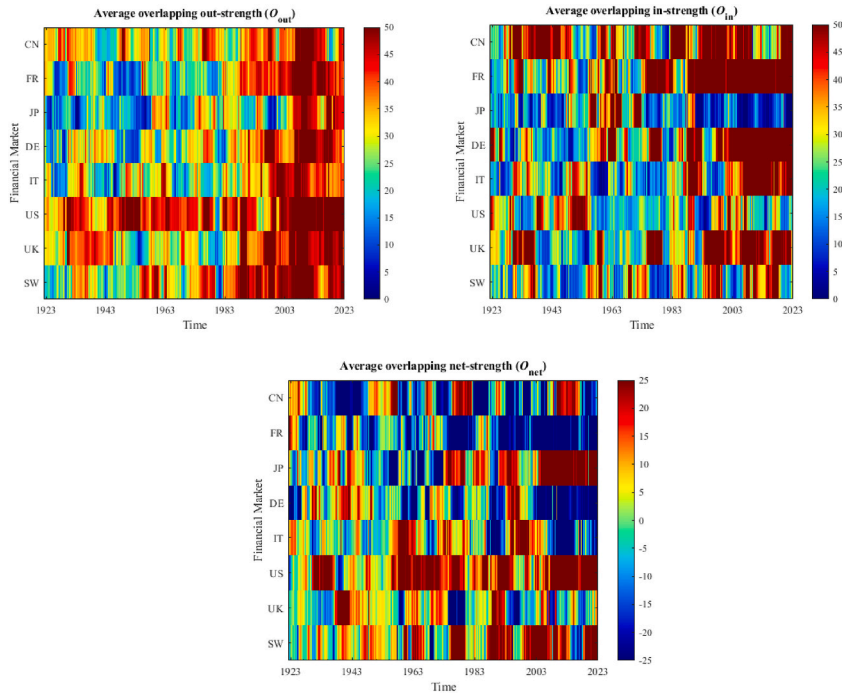 Average overlapping out-strength (Oout)
Financial Market
CN
FR
JP
DE
IT
US
UK
SW
1923 1943 1963 1983 2003 2023
Time
50
45
40
35
30
25
20
15
10
5
0
Average overlapping in-strength (Oin)
Financial Market
CN
FR
JP
DE
IT
US
UK
SW
1923 1943 1963 1983 2003 2023
Time
50
45
40
35
30
25
20
15
10
5
0
Average overlapping net-strength (Onet)
Financial Market
CN
FR
JP
DE
IT
US
UK
SW
1923 1943 1963 1983 2003 2023
Time
25
20
15
10
5
0
-5
-10
-15
-20
-25